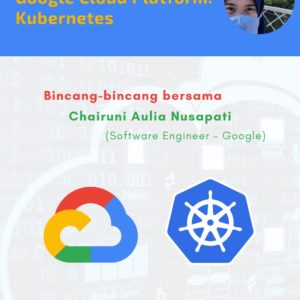 Google Cloud Platform:
Kubernetes
Bincang-bincang bersama
Chairuni Aulia Nusapati
(Software Engineer - Google)